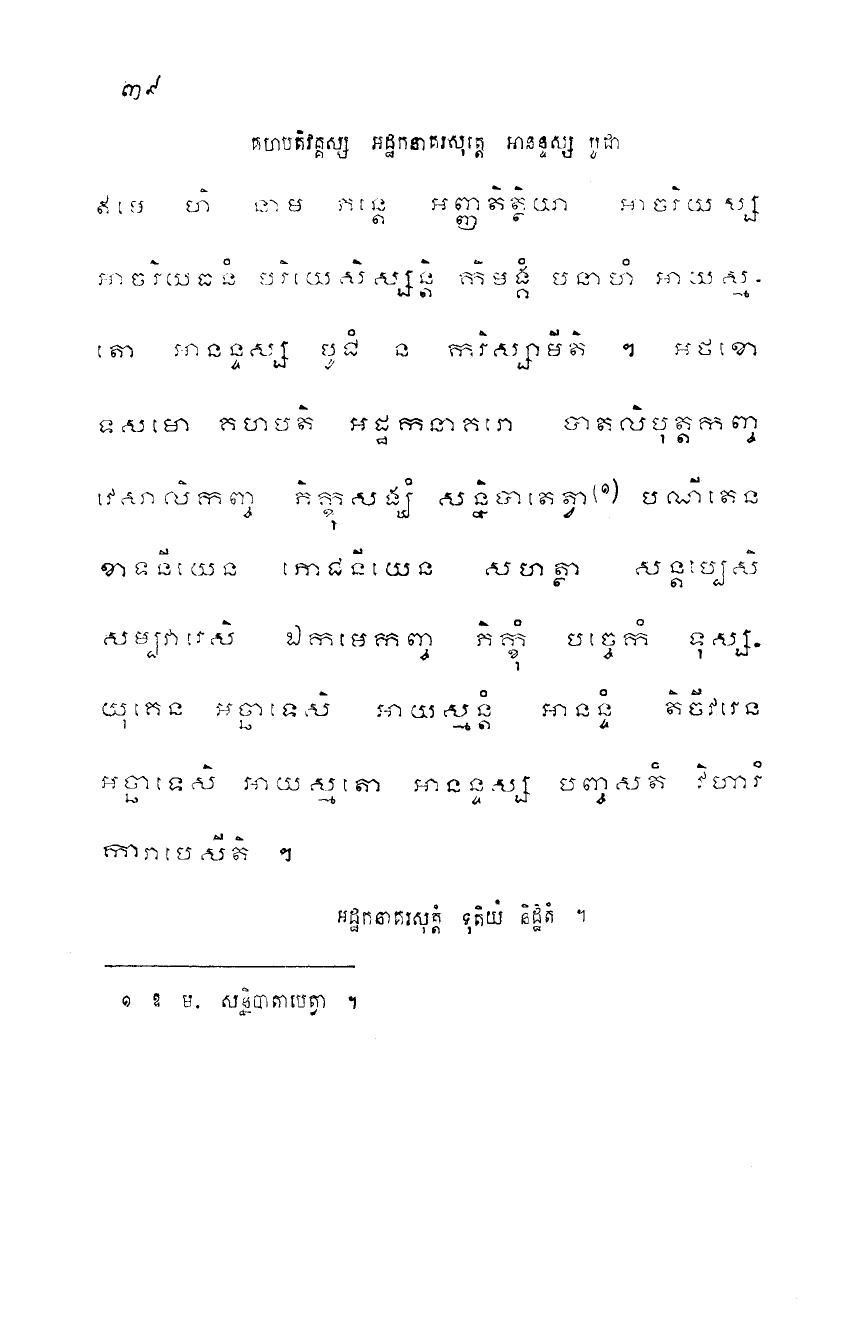 ៣៩
គហបតិវគ្គស្ស អដ្ឋកនាគរសុត្តេ អានន្ទស្ស បូជា
ឥមេ ហិ នាម ភន្តេ អញ្ញតិត្ថិយា អាចរិយស្ស
អាចរិយធនំ បរិយេសិស្សន្តិ កិមង្គំ បនាហំ អាយស្ម-
តោ អានន្ទស្ស បូជំ ន ករិស្សាមីតិ ។ អថខោ
ទសមោ គហបតិ អដ្ឋកនាគរោ បាតលិបុត្តកញ្ច
វេសាលិកញ្ច ភិក្ខុសង្ឃំ សន្និបាតេត្វា(១) បណីតេន
ខាទនីយេន ភោជនីយេន សហត្ថា សន្តប្បេសិ
សម្បវារេសិ ឯកមេកញ្ច ភិក្ខុំ បច្ចេកំ ទុស្ស-
យុគេន អច្ឆាទេសិ អាយស្មន្តំ អានន្ទំ តិចីវរេន
អច្ឆាទេសិ អាយស្មតោ អានន្ទស្ស បញ្ចសតំ វិហារំ
ការាបេសីតិ ។
អដ្ឋកនាគរសុត្តំ ទុតិយំ និដ្ឋិតំ ។
១ ឱ ម. សន្និបាតាបេត្វា ។